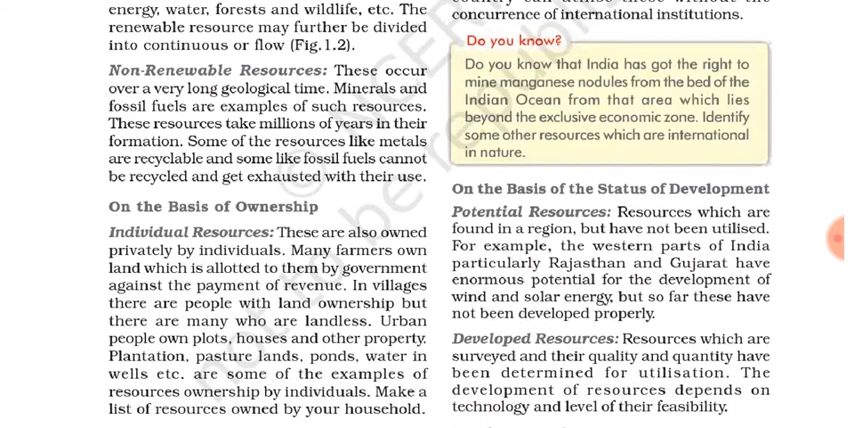 energy, water, forests and wildlife, etc. The
renewable resource may further be divided
into continuous or flow (Fig.1.2).
Non-Renewable Resources: These occur
over a very long geological time. Minerals and
fossil fuels are examples of such resources.
These resources take millions of years in their
formation. Some of the resources like metals
are recyclable and some like fossil fuels cannot
be recycled and get exhausted with their use.
On the Basis of Ownership
Individual Resources: These are also owned
privately by individuals. Many farmers own
land which is allotted to them by government
against the payment of revenue. In villages
there are people with land ownership but
there are many who are landless. Urban
people own plots, houses and other property.
Plantation, pasture lands, ponds, water in
wells etc. are some of the examples of
resources ownership by individuals. Make a
list of resources owned by your household.
concurrence of international institutions.
Do you know?
Do you know that India has got the right to
mine manganese nodules from the bed of the
Indian Ocean from that area which lies
beyond the exclusive economic zone. Identify
some other resources which are international
in nature.
On the Basis of the Status of Development
Potential Resources: Resources which are
found in a region, but have not been utilised.
For example, the western parts of India
particularly Rajasthan and Gujarat have
enormous potential for the development of
wind and solar energy, but so far these have
not been developed properly.
Developed Resources: Resources which are
surveyed and their quality and quantity have
been determined for utilisation. The
development of resources depends on
technology and level of their feasibility.
© NCERT
not to be republis